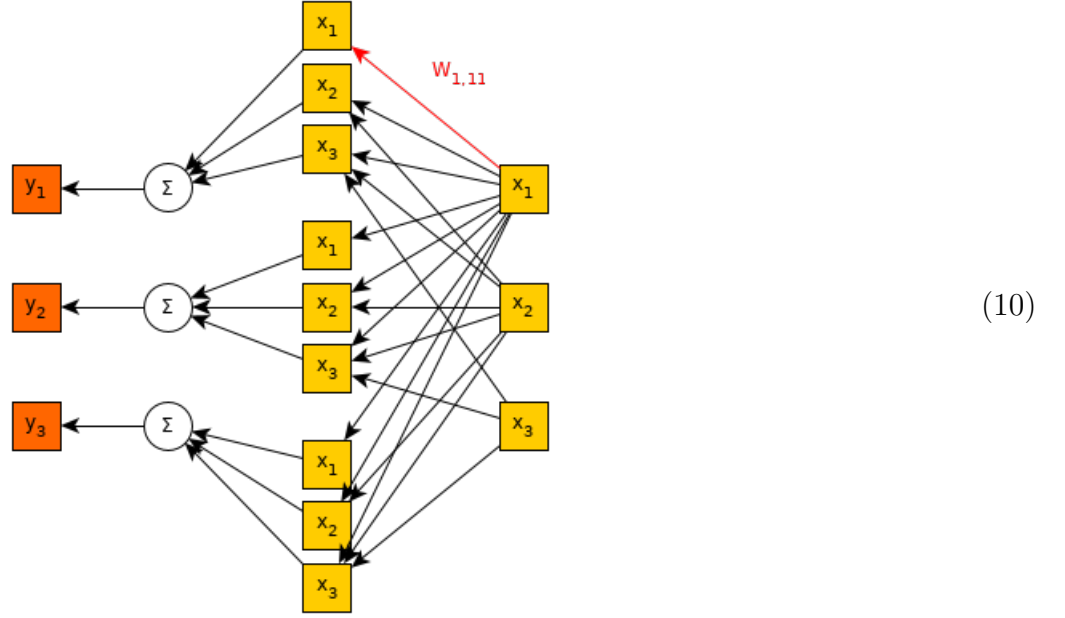 x₁
W₁,₁₁
x₂
x₃
y₁ Σ x₁
x₁
y₂ Σ x₂ x₂ (10)
x₃
y₃ Σ x₃
x₁
x₂
x₃